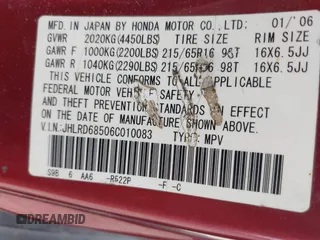 MFD. IN JAPAN BY HONDA MOTOR CO., LTD. 01/'06
GVWR 2020KG(4450LBS) TIRE SIZE RIM SIZE
GAWR F 1000KG(2200LBS) 215/65R16 98T 16X6.5JJ
GAWR R 1040KG(2290LBS) 215/65R16 98T 16X6.5JJ
THIS VEHICLE CONFORMS TO ALL APPLICABLE
FEDERAL MOTOR VEHICLE SAFETY
STANDARDS IN EFFECT ON THE
DATE OF MANUFACTURE SHOWN ABOVE.
V.I.N:JHLRD68506C010083 TYPE: MPV
S9B 6 AA6 -R522P -F -C
DREAMBID